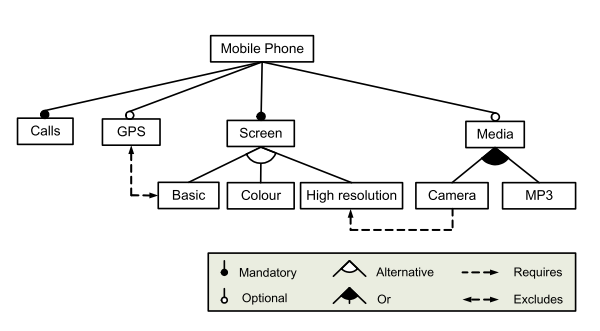 Mobile Phone
Calls
GPS
Screen
Media
Basic
Colour
High resolution
Camera
MP3
Mandatory
Alternative
Requires
Optional
Or
Excludes